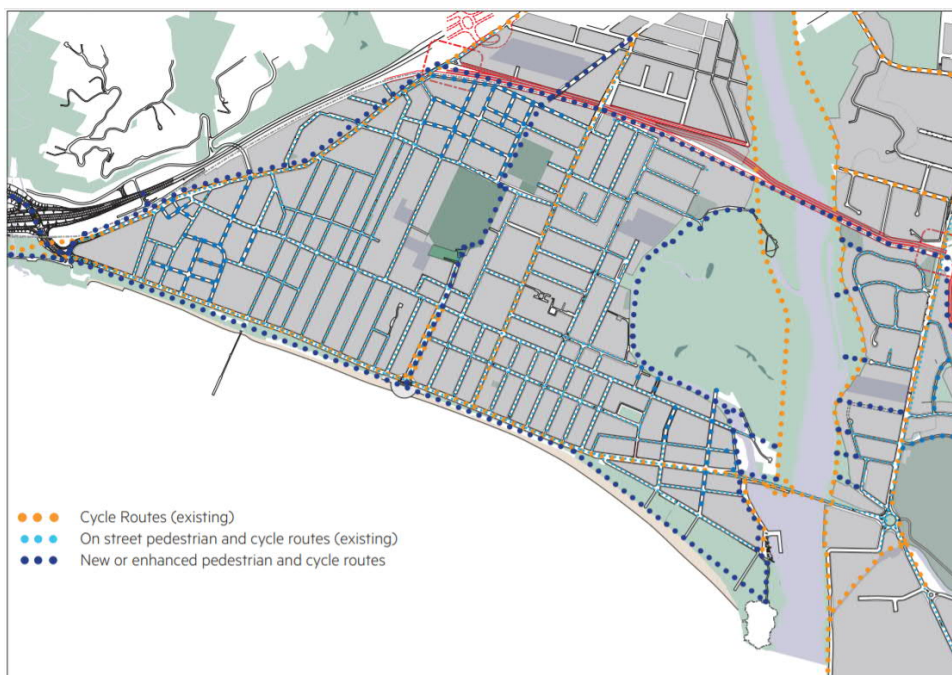 Cycle Routes (existing)
On street pedestrian and cycle routes (existing)
New or enhanced pedestrian and cycle routes